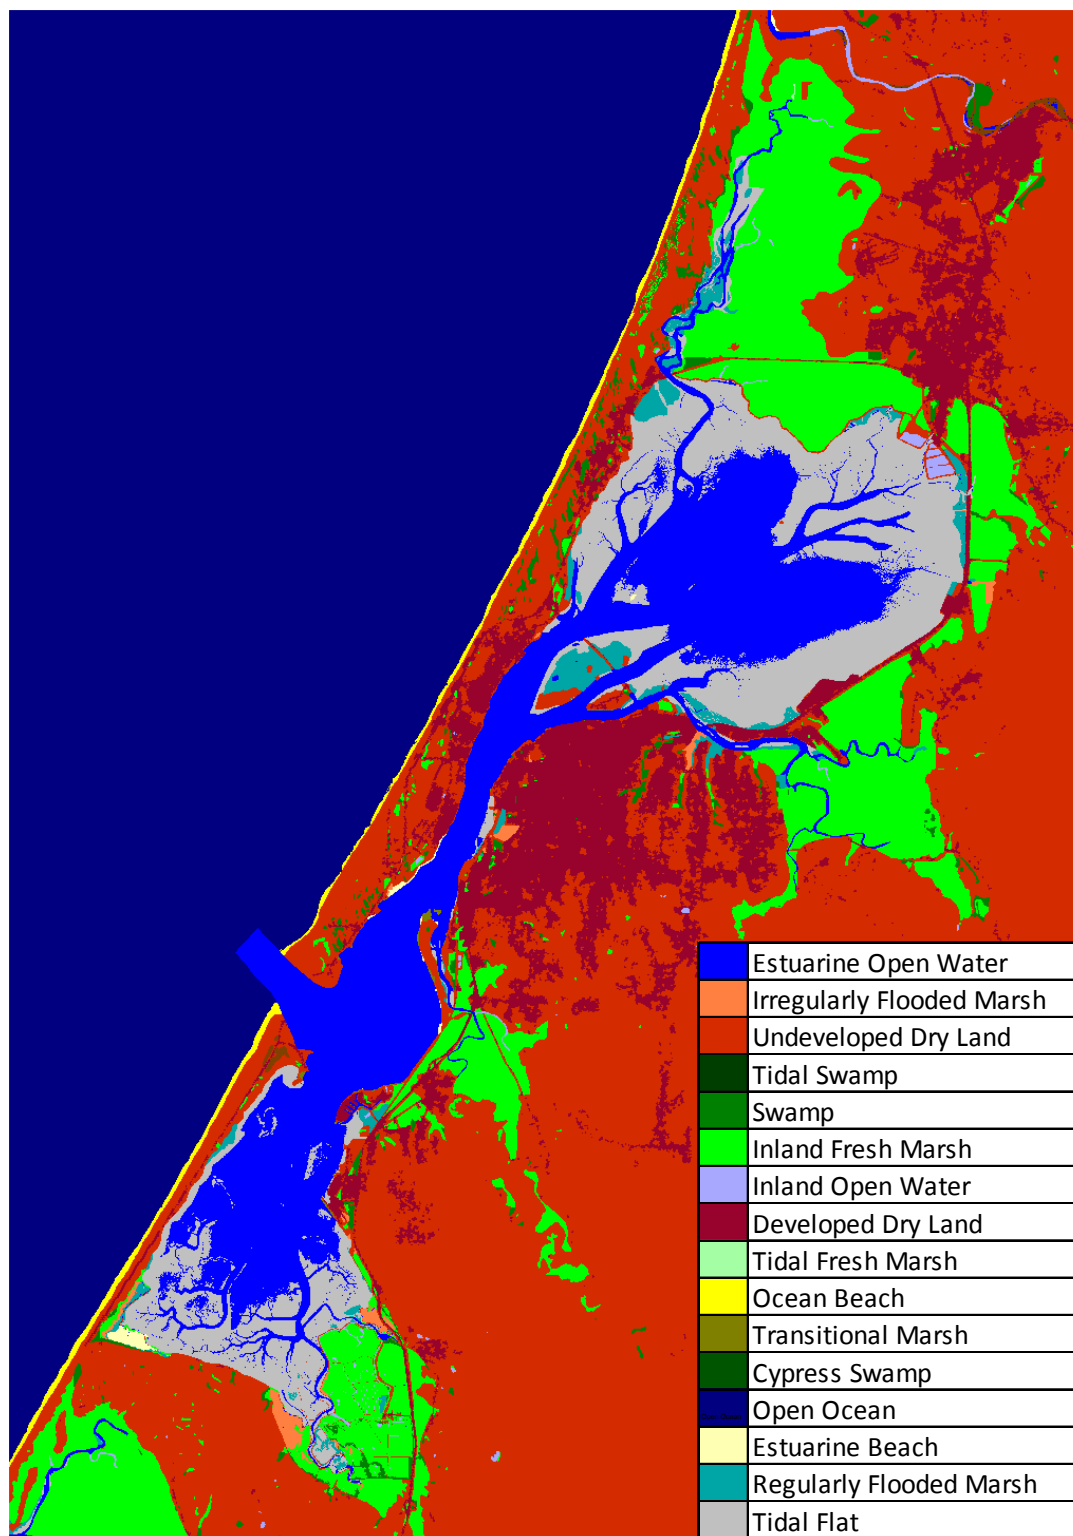 Estuarine Open Water
Irregularly Flooded Marsh
Undeveloped Dry Land
Tidal Swamp
Swamp
Inland Fresh Marsh
Inland Open Water
Developed Dry Land
Tidal Fresh Marsh
Ocean Beach
Transitional Marsh
Cypress Swamp
Open Ocean
Estuarine Beach
Regularly Flooded Marsh
Tidal Flat